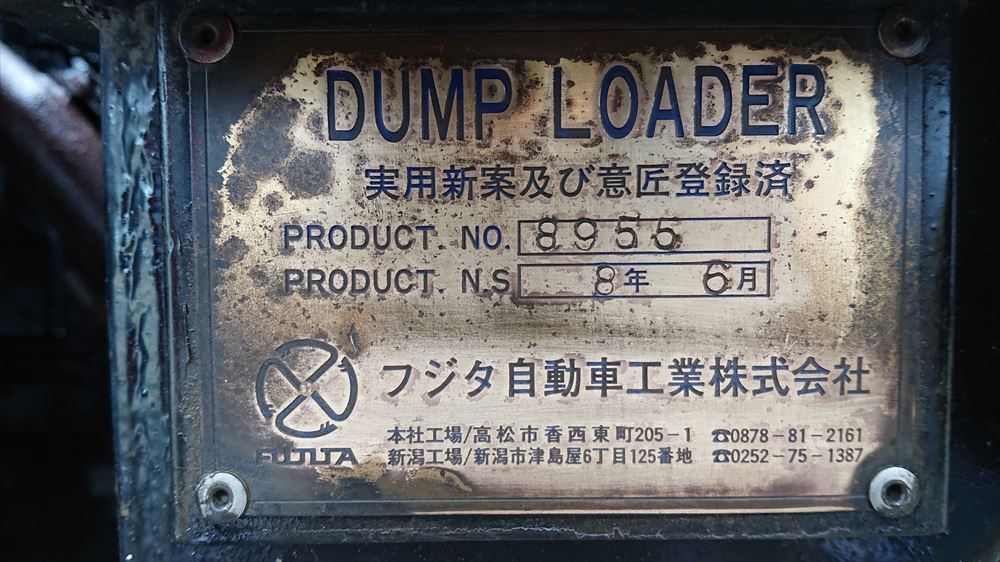 DUMP LOADER
実用新案及び意匠登録済
PRODUCT. NO. 8955
PRODUCT. N.S 8年 6月
フジタ自動車工業株式会社
FUJITA
本社工場/高松市香西東町205-1 ☎0878-81-2161
新潟工場/新潟市津島屋6丁目125番地 ☎0252-75-1387